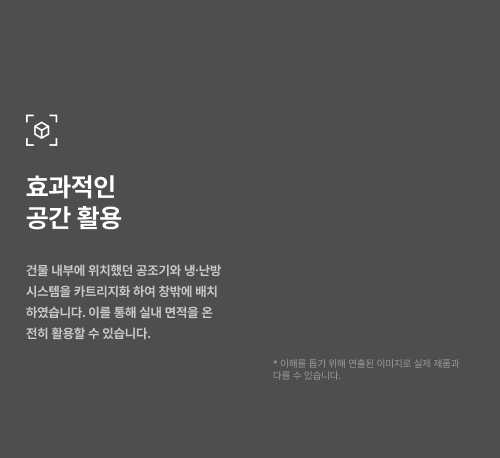 효과적인
공간 활용
건물 내부에 위치했던 공조기와 냉·난방
시스템을 카트리지화 하여 창밖에 배치
하였습니다. 이를 통해 실내 면적을 온
전히 활용할 수 있습니다.
* 이해를 돕기 위해 연출된 이미지로 실제 제품과
다를 수 있습니다.